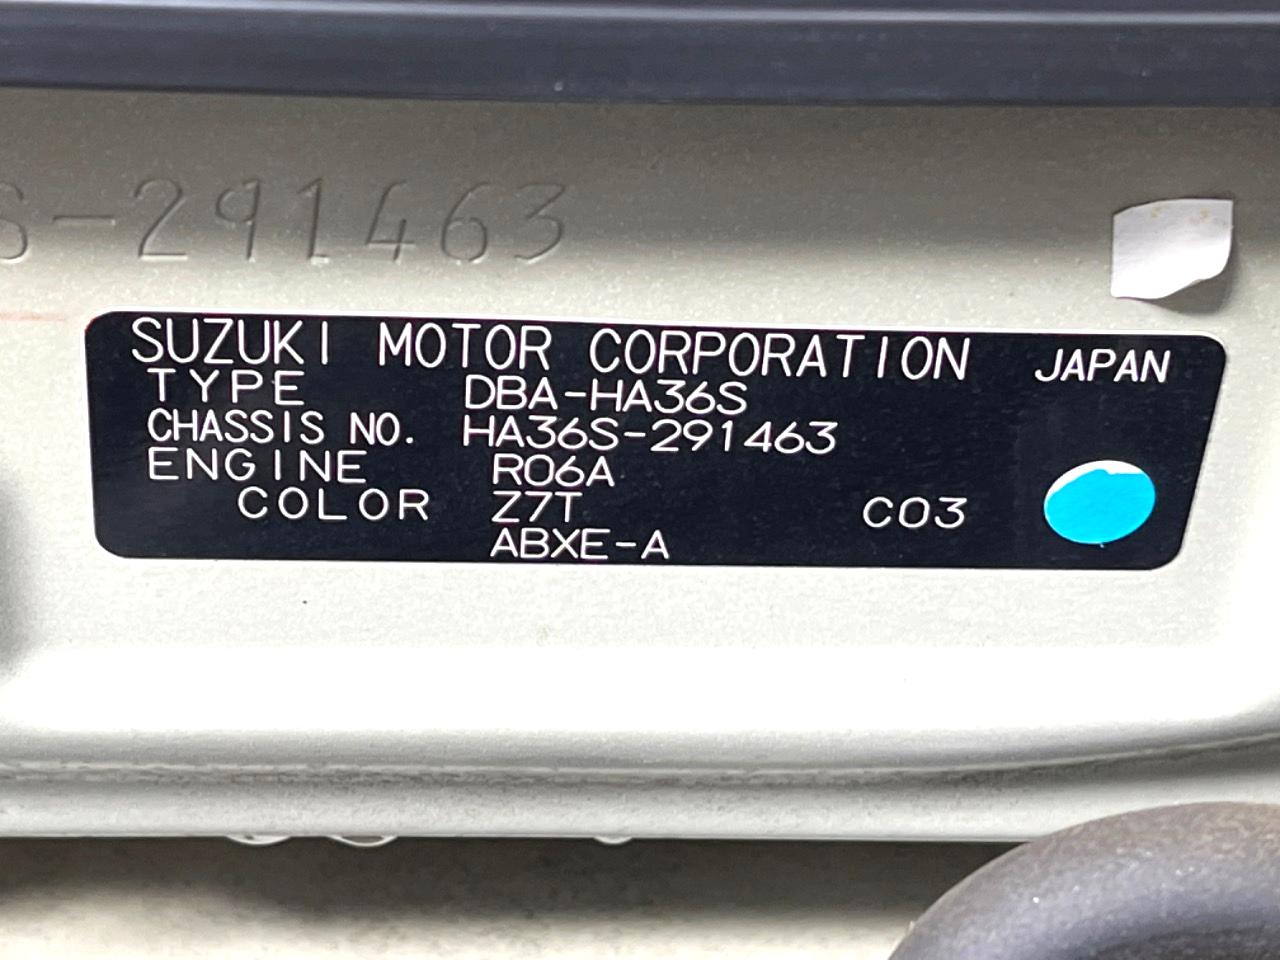 S-291463
SUZUKI MOTOR CORPORATION JAPAN
TYPE DBA-HA36S
CHASSIS NO. HA36S-291463
ENGINE R06A
COLOR Z7T C03
ABXE-A